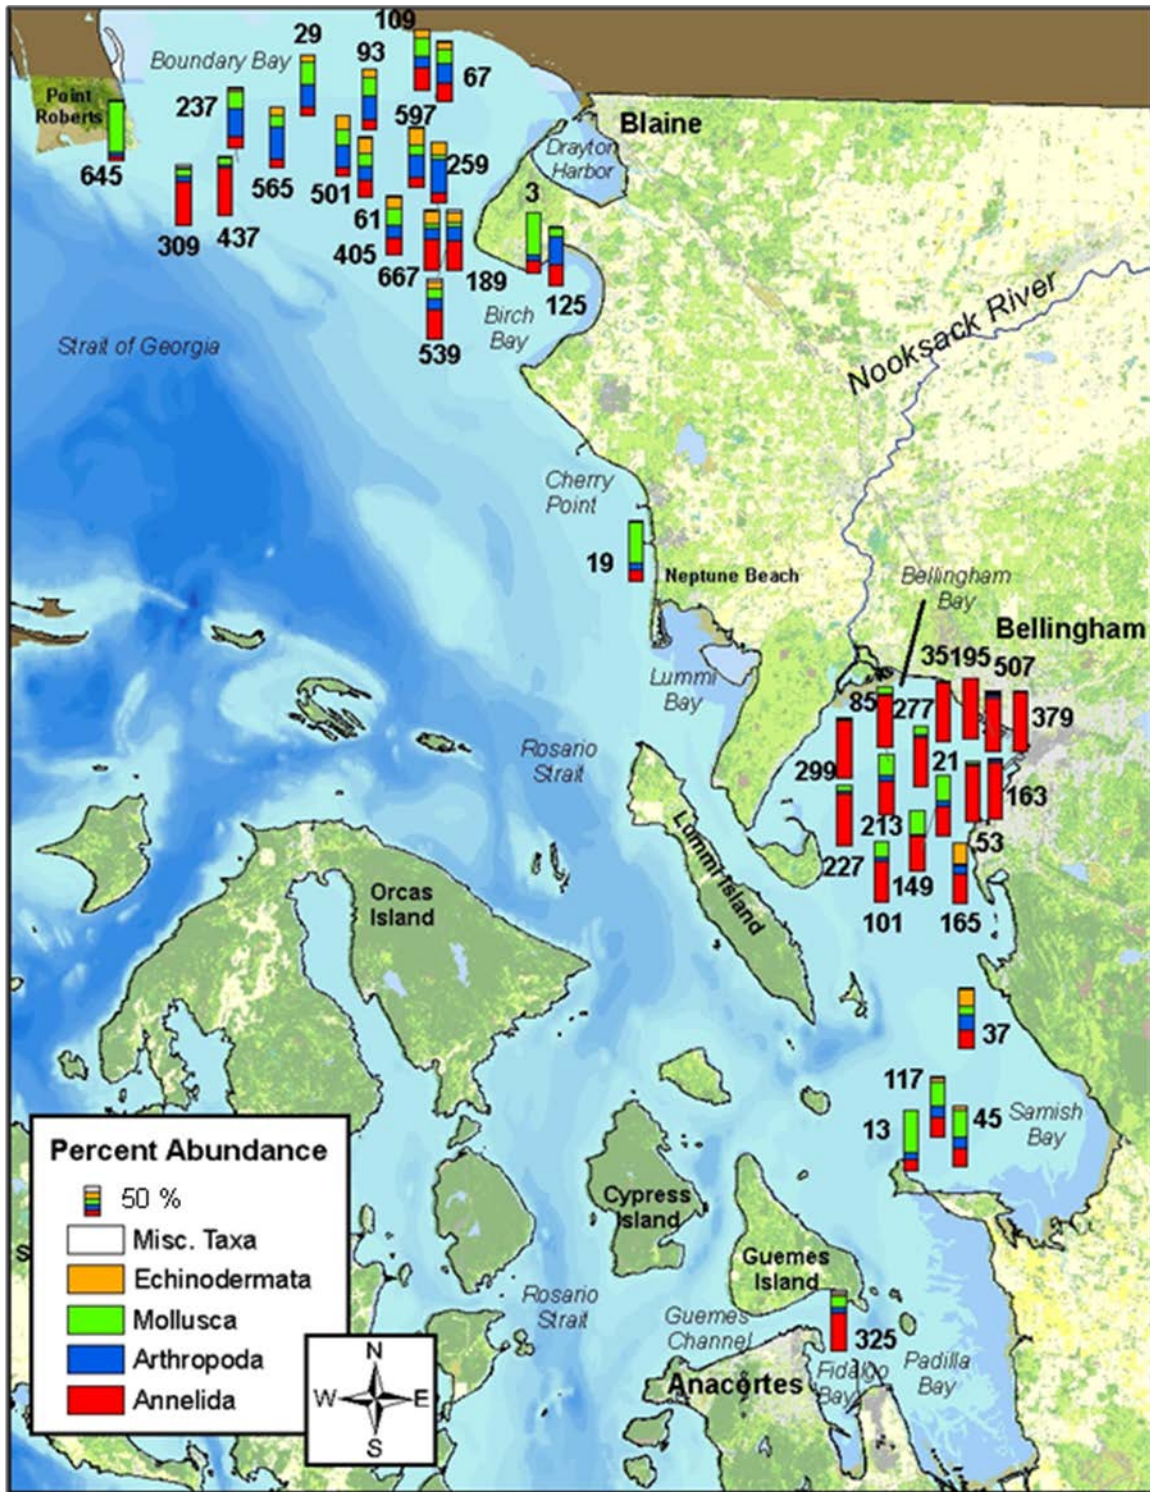 109
29
Boundary Bay
93
67
Point
Roberts
237
597
Blaine
Drayton
Harbor
645
565
501
259
3
309
437
61
405
667
189
125
Birch
Bay
539
Strait of Georgia
Nooksack River
Cherry
Point
19
Neptune Beach
Bellingham
Bay
Bellingham
35 195 507
Lummi
Bay
85
277
379
Rosario
Strait
299
21
163
213
53
Lummi Island
227
149
101
165
Orcas
Island
37
117
13
45
Samish
Bay
Percent Abundance
50 %
Misc. Taxa
Echinodermata
Mollusca
Arthropoda
Annelida
S
N
W E
S
Cypress
Island
Guemes
Island
Rosario
Strait
Guemes
Channel
325
Anacortes
Fidalgo
Bay
Padilla
Bay